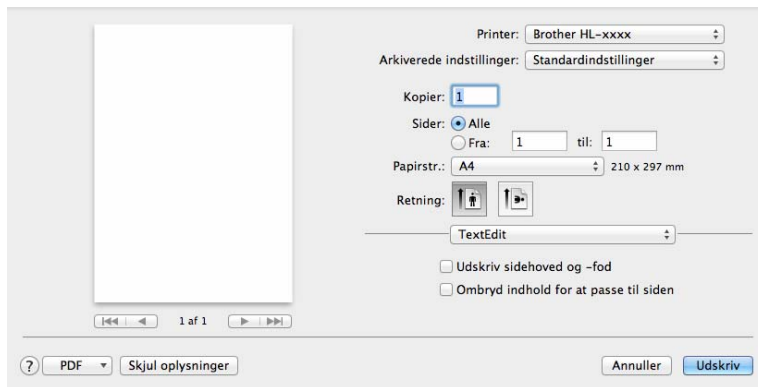 Printer: Brother HL-xxxx
Arkiverede indstillinger: Standardindstillinger
Kopier: 1
Sider: Alle
Fra: 1 til: 1
Papirstr.: A4 210 x 297 mm
Retning:
TextEdit
Udskriv sidehoved og -fod
Ombryd indhold for at passe til siden
1 af 1
? PDF Skjul oplysninger Annuller Udskriv